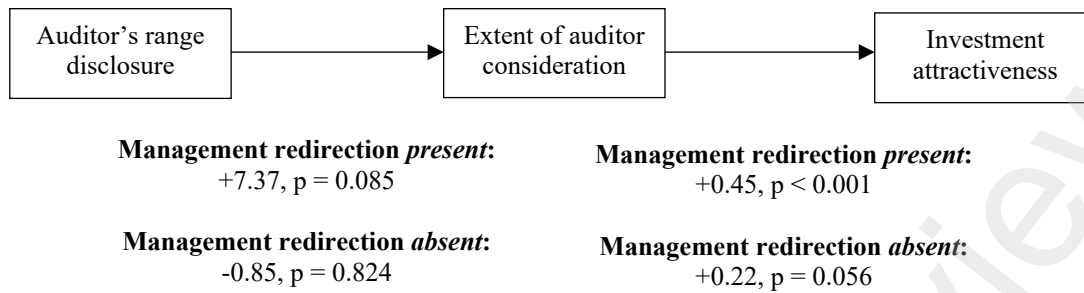 Auditor's range
disclosure
Extent of auditor
consideration
Investment
attractiveness
Management redirection present:
+7.37, p = 0.085
Management redirection absent:
-0.85, p = 0.824
Management redirection present:
+0.45, p < 0.001
Management redirection absent:
+0.22, p = 0.056